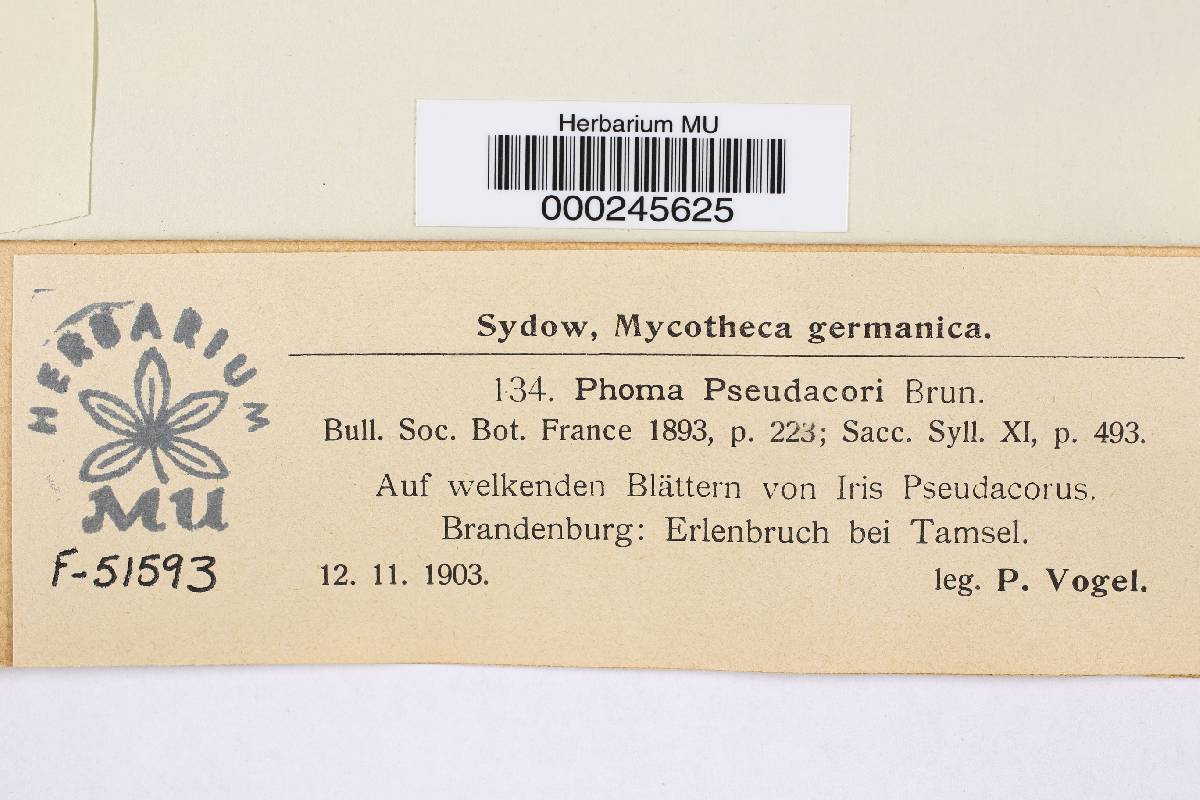 Herbarium MU
000245625
HERBARIUM
MU
F-51593
Sydow, Mycotheca germanica.
134. Phoma Pseudacori Brun.
Bull. Soc. Bot. France 1893, p. 223; Sacc. Syll. XI, p. 493.
Auf welkenden Blättern von Iris Pseudacorus.
Brandenburg: Erlenbruch bei Tamsel.
12. 11. 1903. leg. P. Vogel.